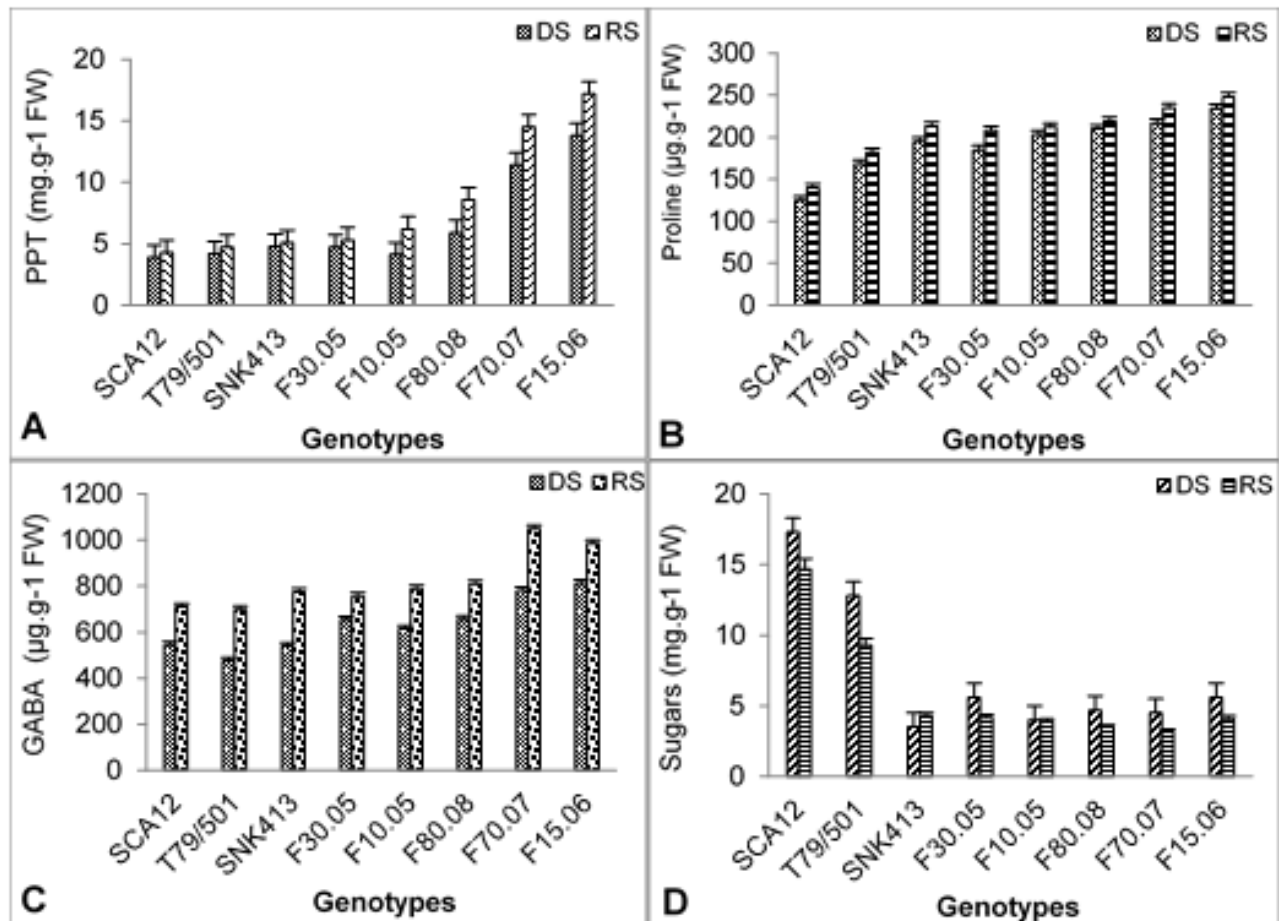 DS RS
PPT (mg.g-1 FW)
20
15
10
5
0
SCA12 T79/501 SNK413 F30.05 F10.05 F80.08 F70.07 F15.06
A
Genotypes
DS RS
Proline (µg.g-1 FW)
300
250
200
150
100
50
0
SCA12 T79/501 SNK413 F30.05 F10.05 F80.08 F70.07 F15.06
B
Genotypes
DS RS
GABA (µg.g-1 FW)
1200
1000
800
600
400
200
0
SCA12 T79/501 SNK413 F30.05 F10.05 F80.08 F70.07 F15.06
C
Genotypes
DS RS
Sugars (mg.g-1 FW)
20
15
10
5
0
SCA12 T79/501 SNK413 F30.05 F10.05 F80.08 F70.07 F15.06
D
Genotypes